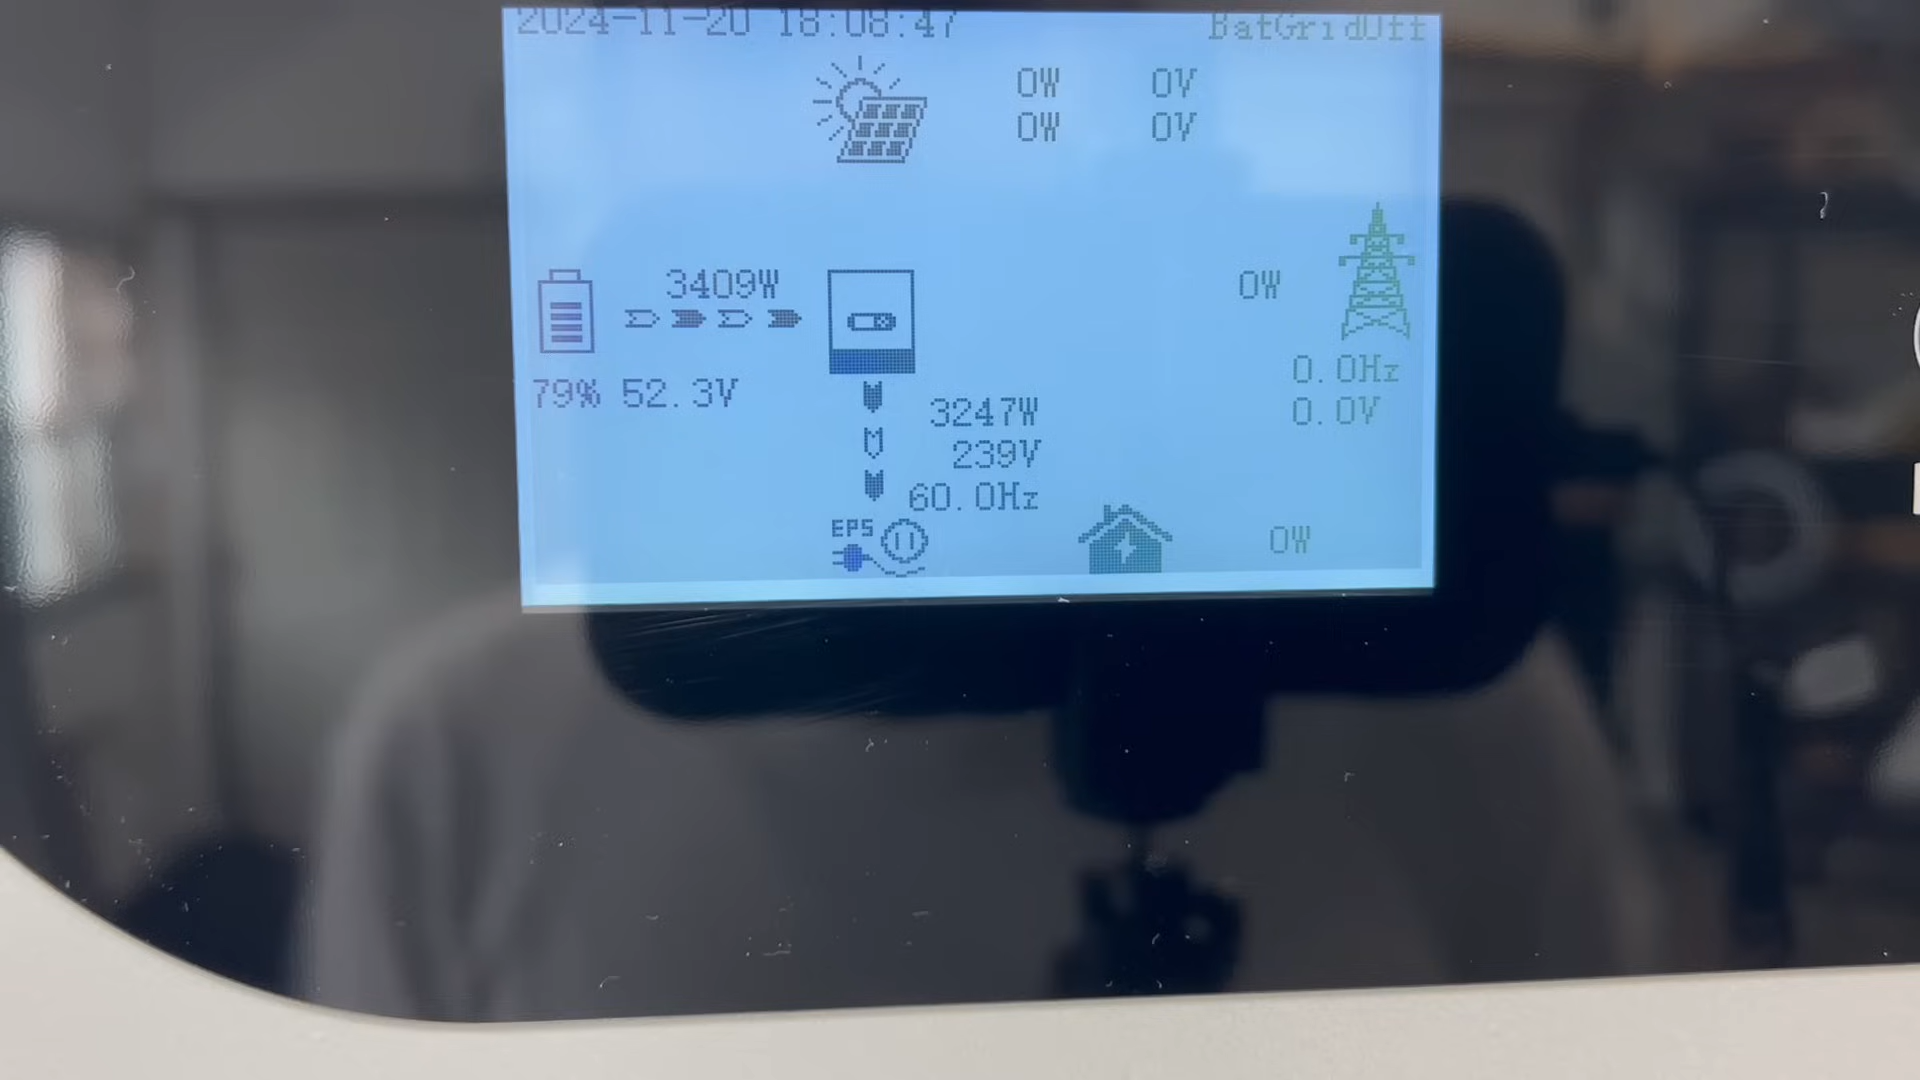 2024-11-20 18:08:47 BatGridOff
0W 0V
0W 0V
3409W
0W
79% 52.3V
0.0Hz
0.0V
3247W
239V
60.0Hz
EPS
0W